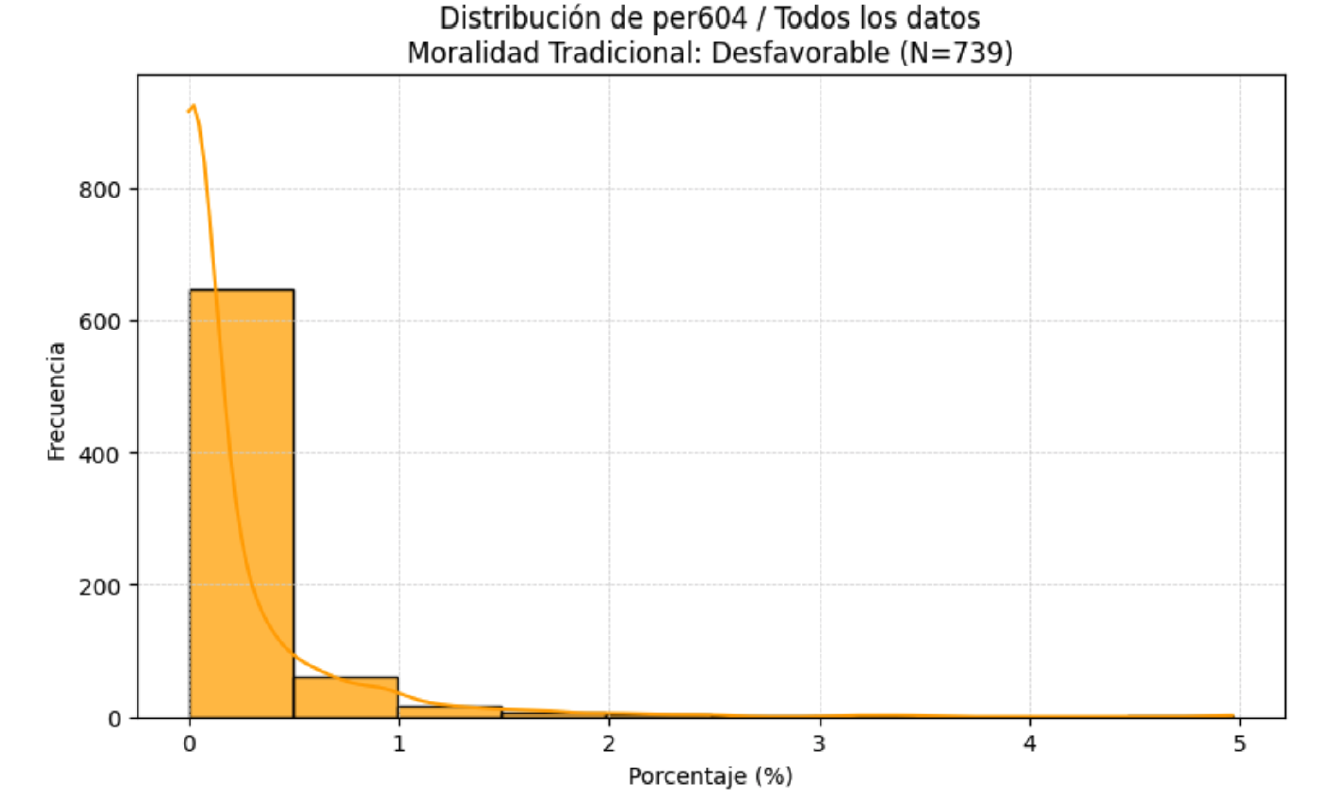 Distribución de per604 / Todos los datos
Moralidad Tradicional: Desfavorable (N=739)
Frecuencia
800
600
400
200
0
0 1 2 3 4 5
Porcentaje (%)